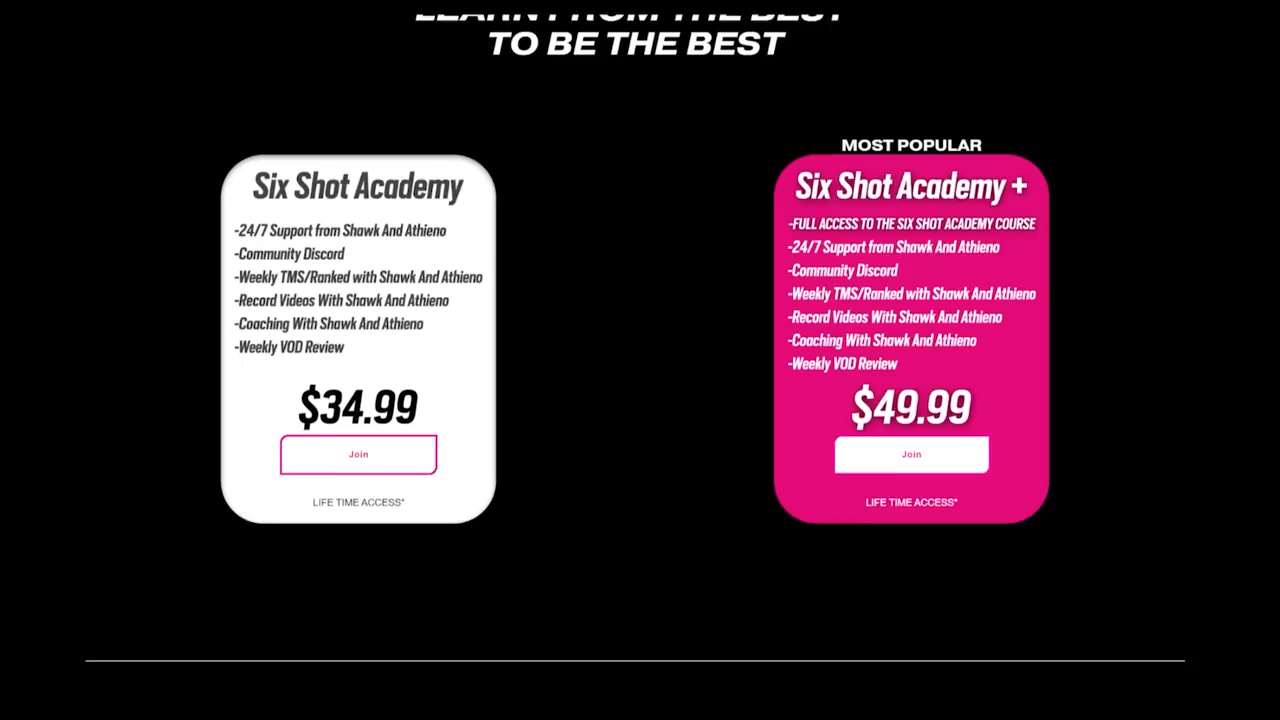 LEARN FROM THE BEST
TO BE THE BEST
Six Shot Academy
-24/7 Support from Shawk And Athieno
-Community Discord
-Weekly TMS/Ranked with Shawk And Athieno
-Record Videos With Shawk And Athieno
-Coaching With Shawk And Athieno
-Weekly VOD Review
$34.99
Join
LIFE TIME ACCESS*
MOST POPULAR
Six Shot Academy +
-FULL ACCESS TO THE SIX SHOT ACADEMY COURSE
-24/7 Support from Shawk And Athieno
-Community Discord
-Weekly TMS/Ranked with Shawk And Athieno
-Record Videos With Shawk And Athieno
-Coaching With Shawk And Athieno
-Weekly VOD Review
$49.99
Join
LIFE TIME ACCESS*